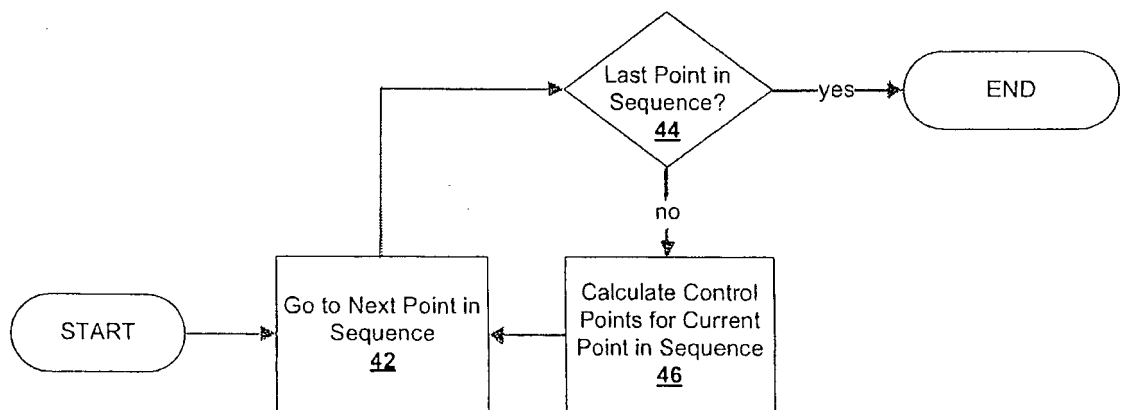 START
Go to Next Point in
Sequence
42
Last Point in
Sequence?
44
yes
END
no
Calculate Control
Points for Current
Point in Sequence
46